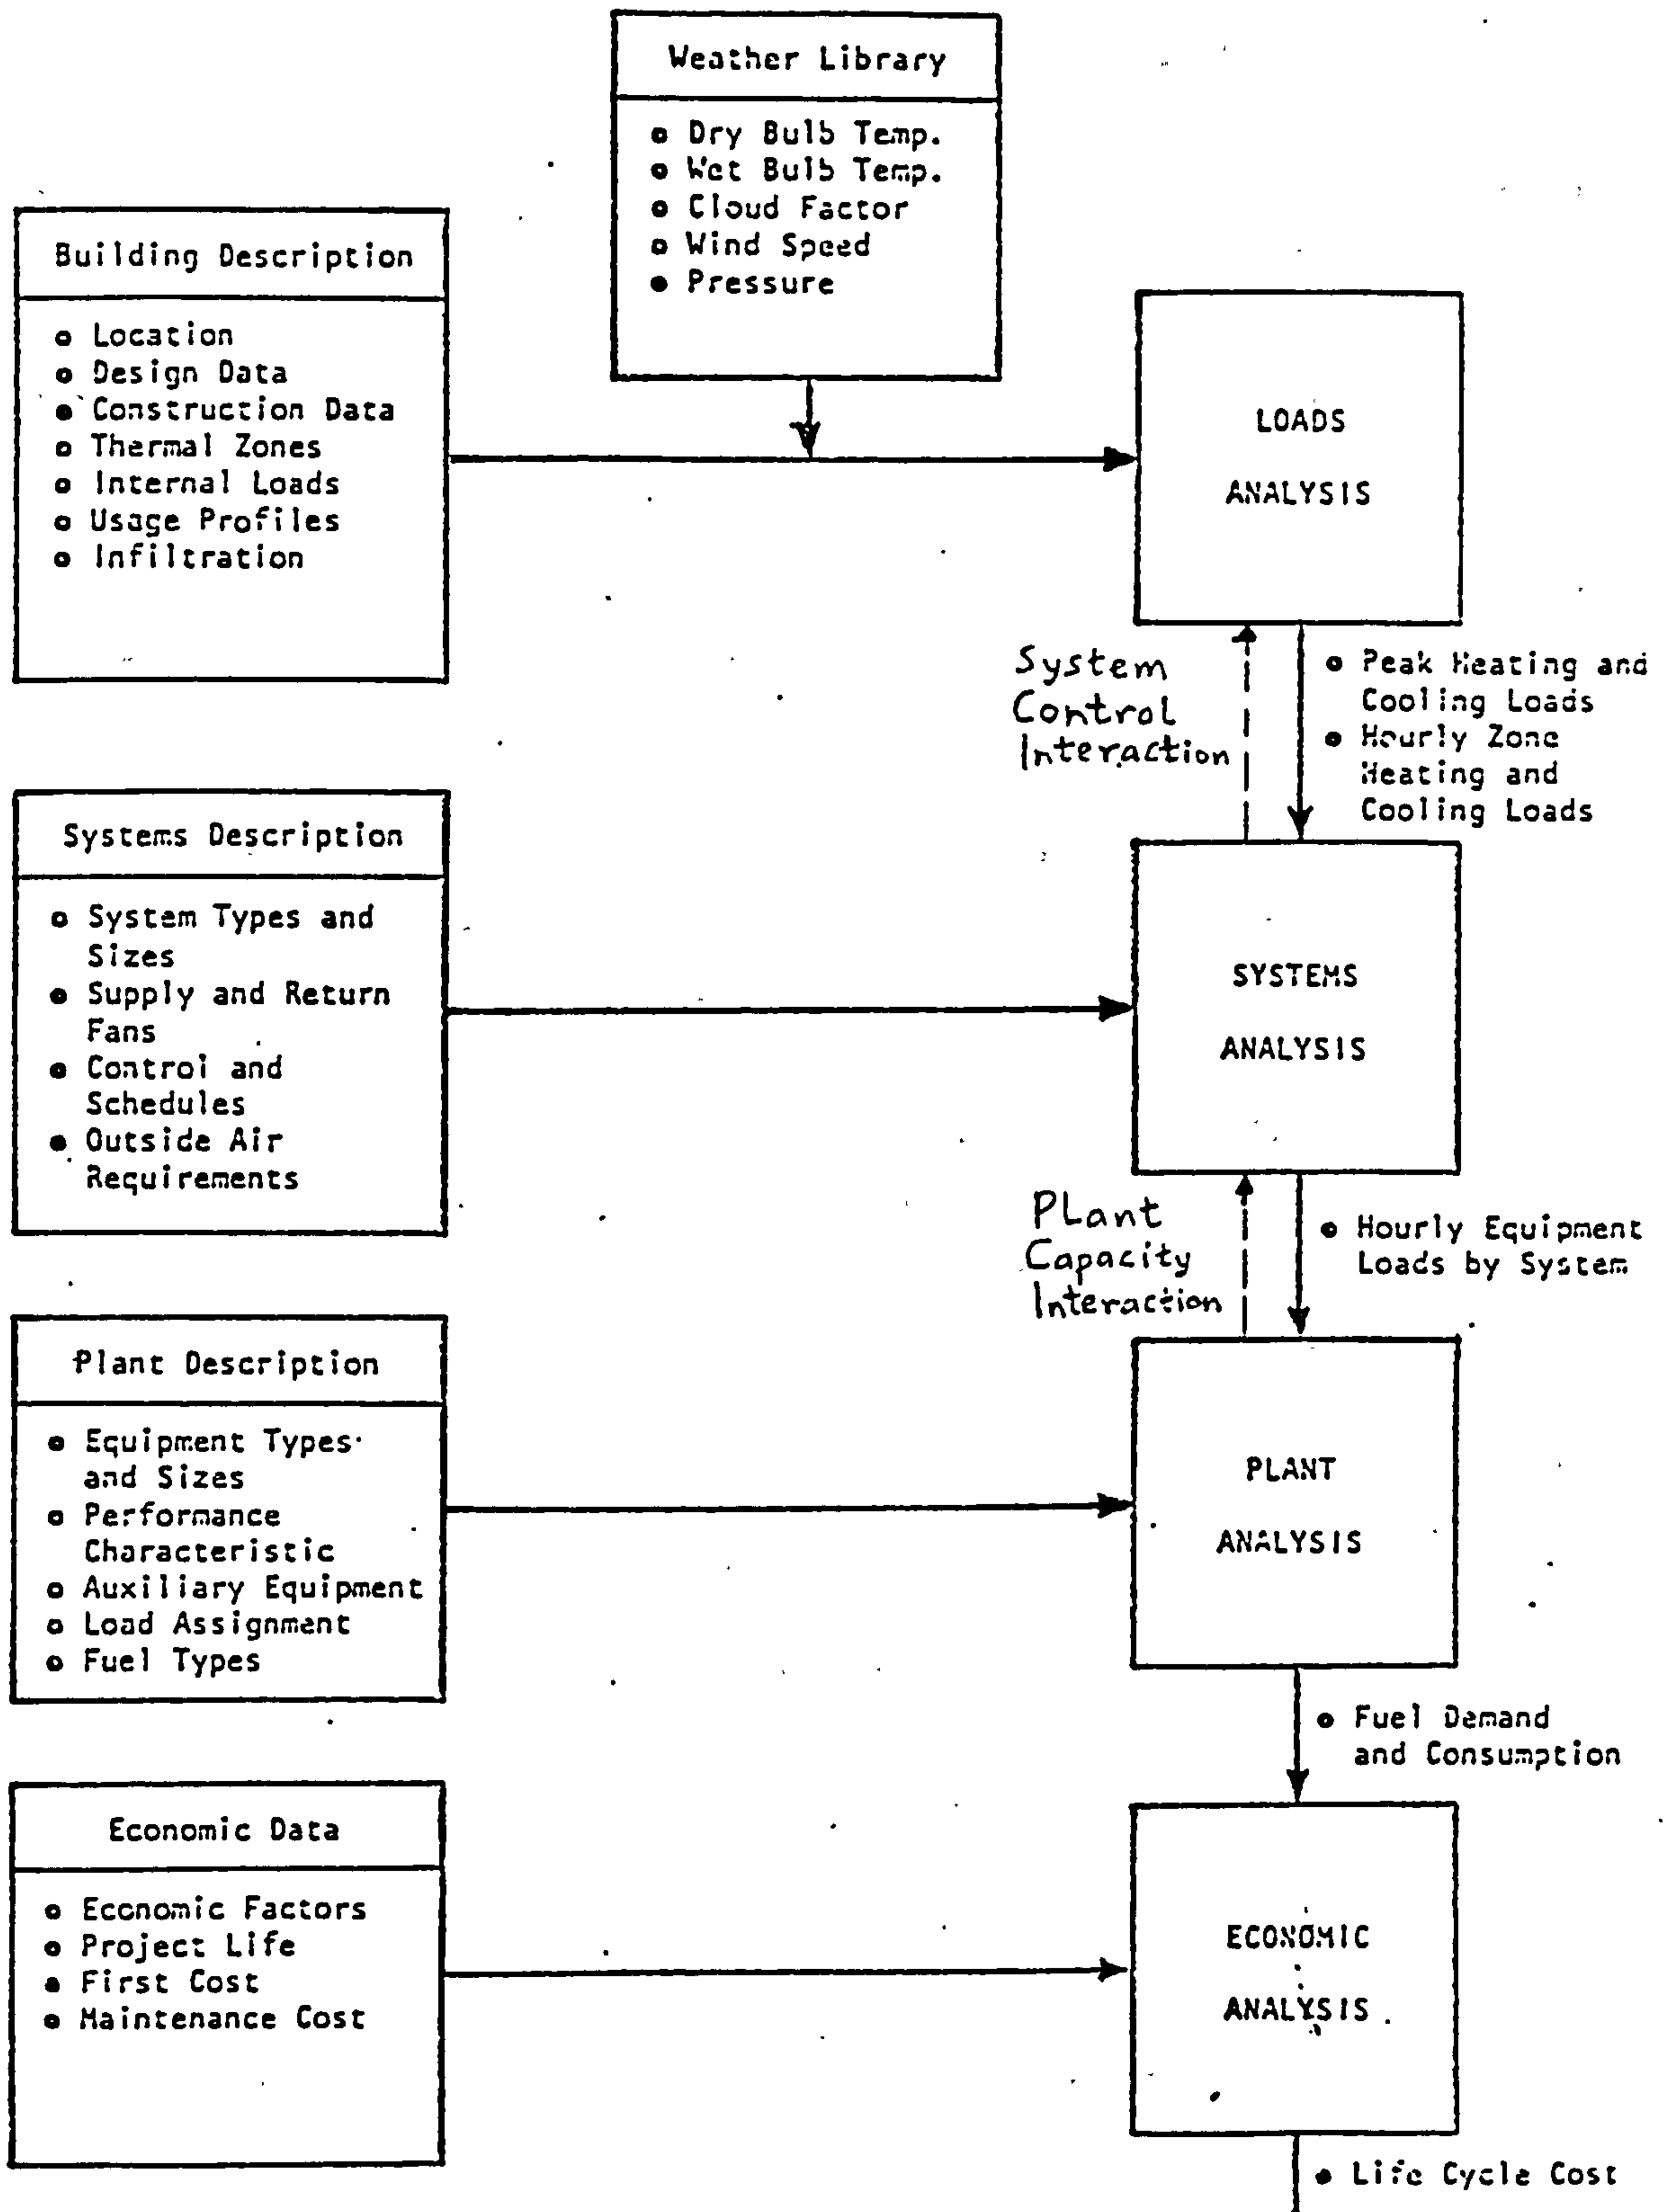 Weather Library
● Dry Bulb Temp.
● Wet Bulb Temp.
● Cloud Factor
● Wind Speed
● Pressure
Building Description
● Location
● Design Data
● Construction Data
● Thermal Zones
● Internal Loads
● Usage Profiles
● Infiltration
LOADS
ANALYSIS
System
Control
Interaction
● Peak Heating and
Cooling Loads
● Hourly Zone
Heating and
Cooling Loads
Systems Description
● System Types and
Sizes
● Supply and Return
Fans
● Control and
Schedules
● Outside Air
Requirements
SYSTEMS
ANALYSIS
PLant
Capacity
Interaction
● Hourly Equipment
Loads by System
Plant Description
● Equipment Types
and Sizes
● Performance
Characteristic
● Auxiliary Equipment
● Load Assignment
● Fuel Types
PLANT
ANALYSIS
● Fuel Demand
and Consumption
Economic Data
● Economic Factors
● Project Life
● First Cost
● Maintenance Cost
ECONOMIC
ANALYSIS
● Life Cycle Cost